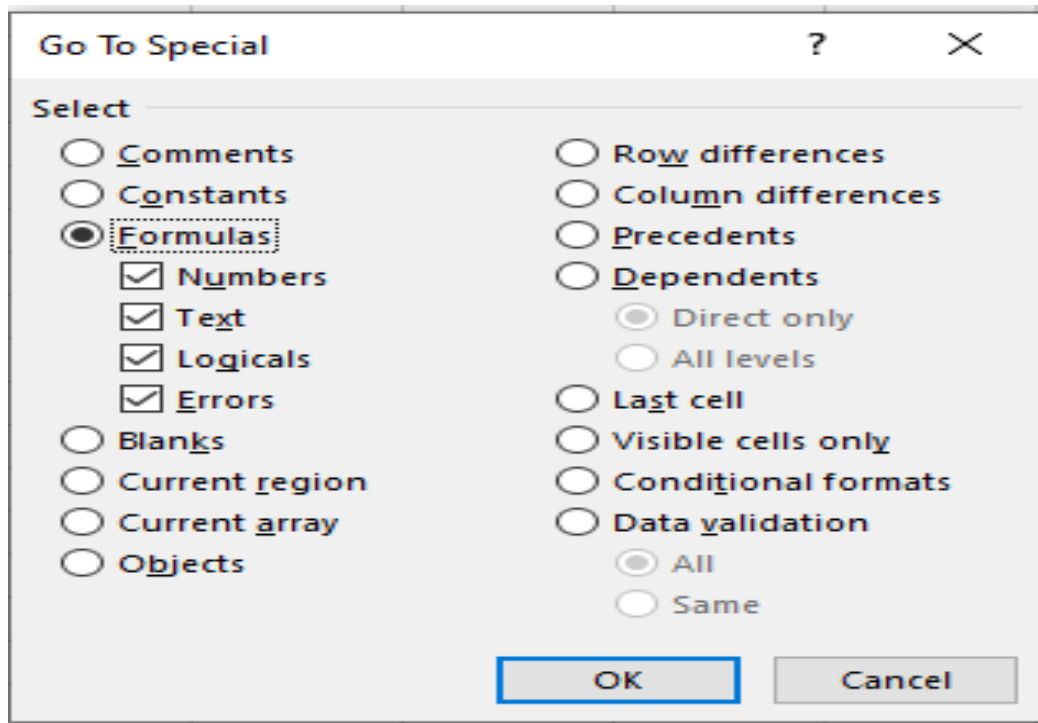 Go To Special
?
Select
Comments
Constants
Formulas
Numbers
Text
Logicals
Errors
Blanks
Current region
Current array
Objects
Row differences
Column differences
Precedents
Dependents
Direct only
All levels
Last cell
Visible cells only
Conditional formats
Data validation
All
Same
OK
Cancel